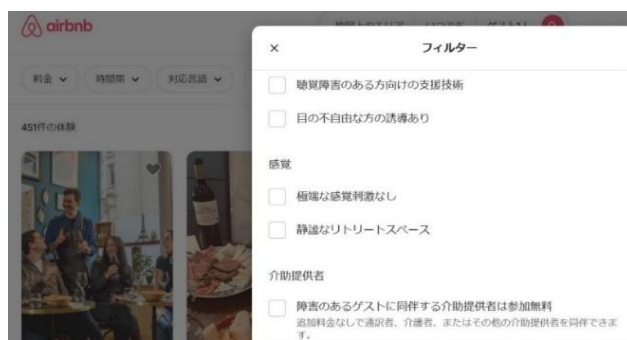 airbnb
フィルター
料金
時間帯
対応言語
451件の体験
聴覚障害のある方向けの支援技術
目の不自由な方の誘導あり
感覚
極端な感覚刺激なし
静謐なリトリートスペース
介助提供者
障害のあるゲストに同伴する介助提供者は参加無料
追加料金なしで通訳者、介護者、またはその他の介助提供者を同伴できま
す。